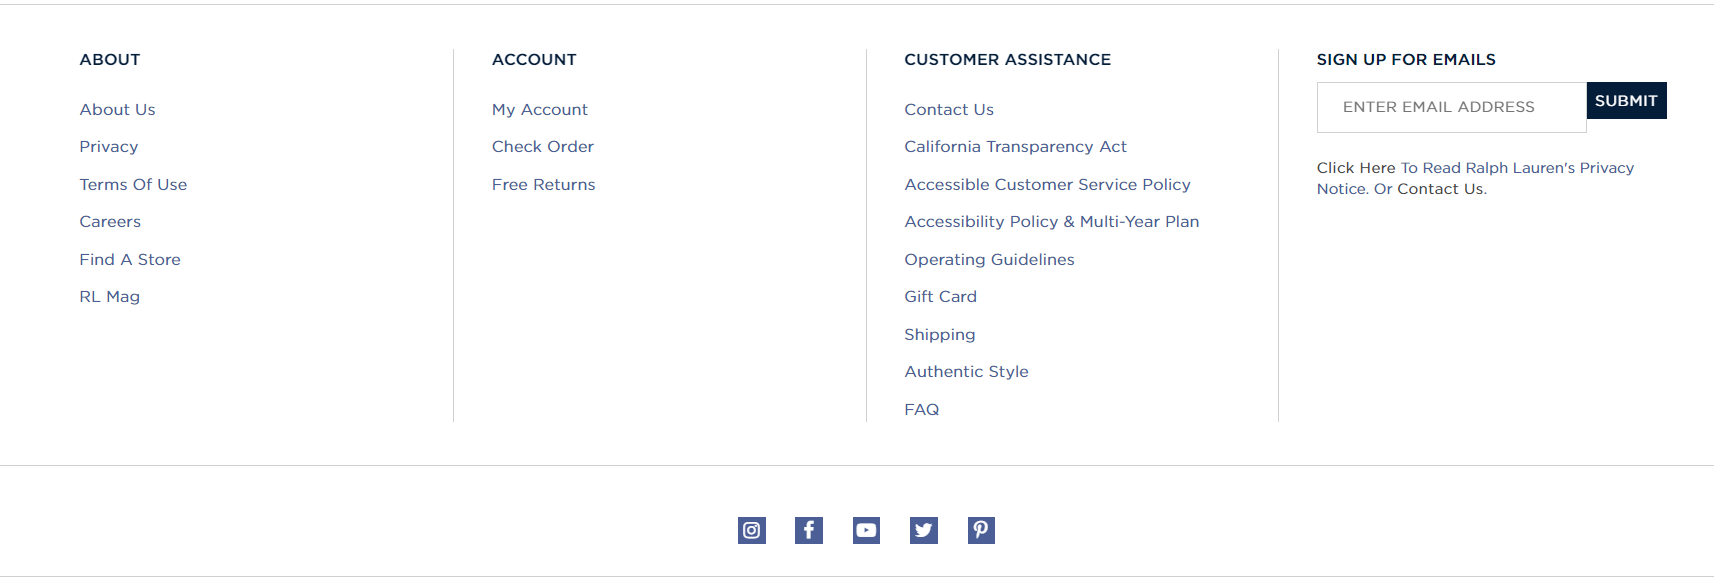 ABOUT
About Us
Privacy
Terms Of Use
Careers
Find A Store
RL Mag
ACCOUNT
My Account
Check Order
Free Returns
CUSTOMER ASSISTANCE
Contact Us
California Transparency Act
Accessible Customer Service Policy
Accessibility Policy & Multi-Year Plan
Operating Guidelines
Gift Card
Shipping
Authentic Style
FAQ
SIGN UP FOR EMAILS
ENTER EMAIL ADDRESS
SUBMIT
Click Here To Read Ralph Lauren's Privacy
Notice. Or Contact Us.